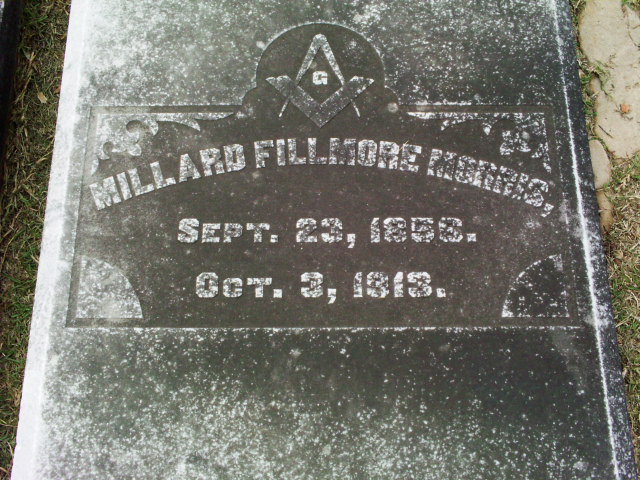 G
MILLARD FILLMORE MORRIS,
SEPT. 23, 1856.
OCT. 3, 1913.